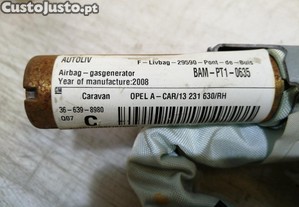 CustoJusto.pt
AUTOLIV
F - Livbag - 29590 - Pont - de - Buis
Airbag - gasgenerator
Year of manufacture:2008
BAM-PT1-0635
Caravan
OPEL A-CAR/13 231 630/RH
36-639-8980
087
C